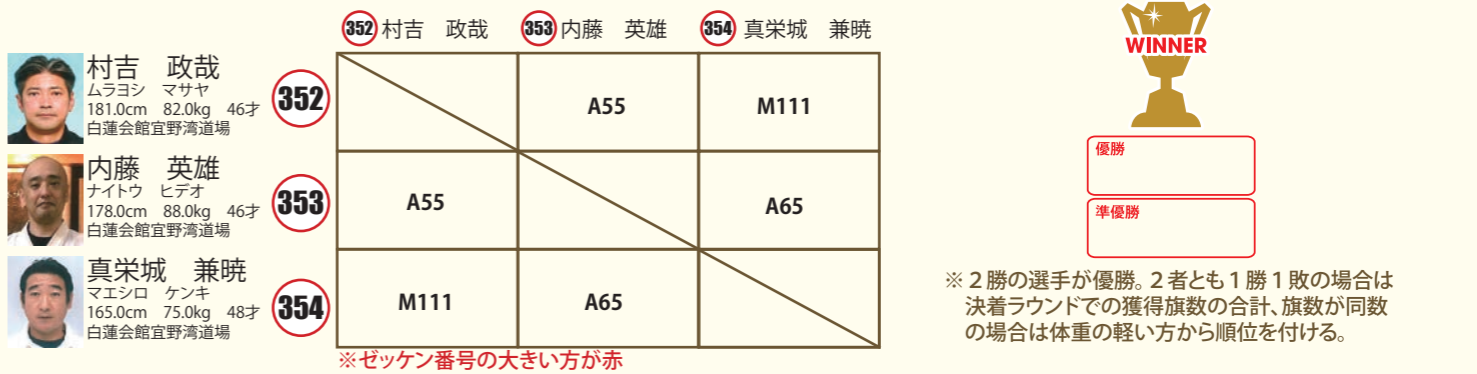 352 村吉　政哉 353 内藤　英雄 354 真栄城　兼暁
村吉　政哉
ムラヨシ　マサヤ
181.0cm　82.0kg　46才
白蓮会館宜野湾道場
352
A55
M111
内藤　英雄
ナイトウ　ヒデオ
178.0cm　88.0kg　46才
白蓮会館宜野湾道場
353
A55
A65
真栄城　兼暁
マエシロ　ケンキ
165.0cm　75.0kg　48才
白蓮会館宜野湾道場
354
M111
A65
※ゼッケン番号の大きい方が赤
WINNER
優勝
準優勝
※２勝の選手が優勝。２者とも１勝１敗の場合は
決着ラウンドでの獲得旗数の合計、旗数が同数
の場合は体重の軽い方から順位を付ける。